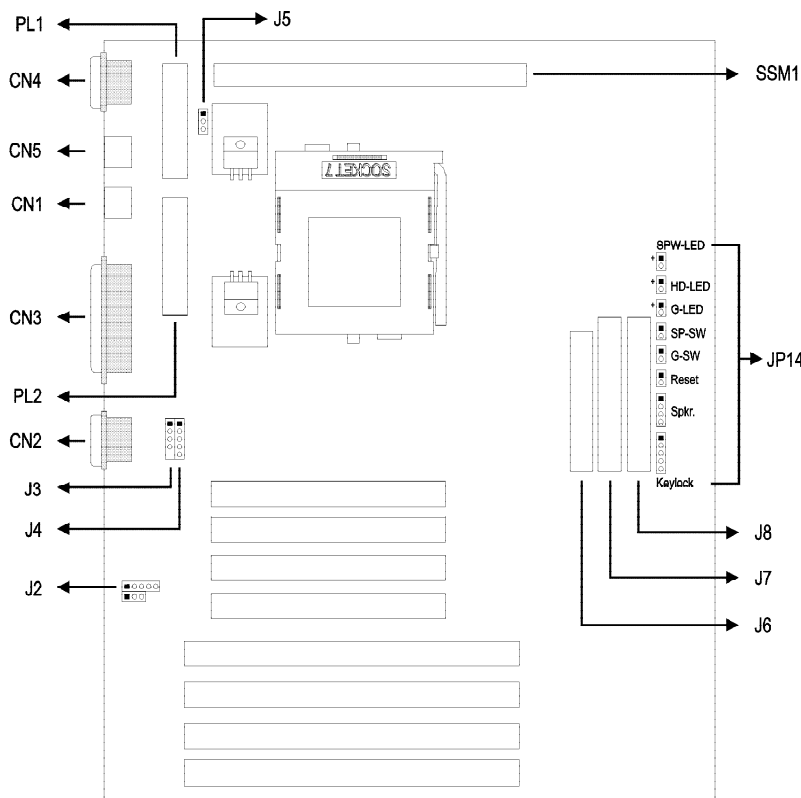 PL1
J5
CN4
SSM1
CN5
SOCKET 7
CN1
SPW-LED
HD-LED
G-LED
CN3
SP-SW
G-SW
JP14
Reset
PL2
Spkr.
CN2
Keylock
J3
J4
J8
J7
J2
J6